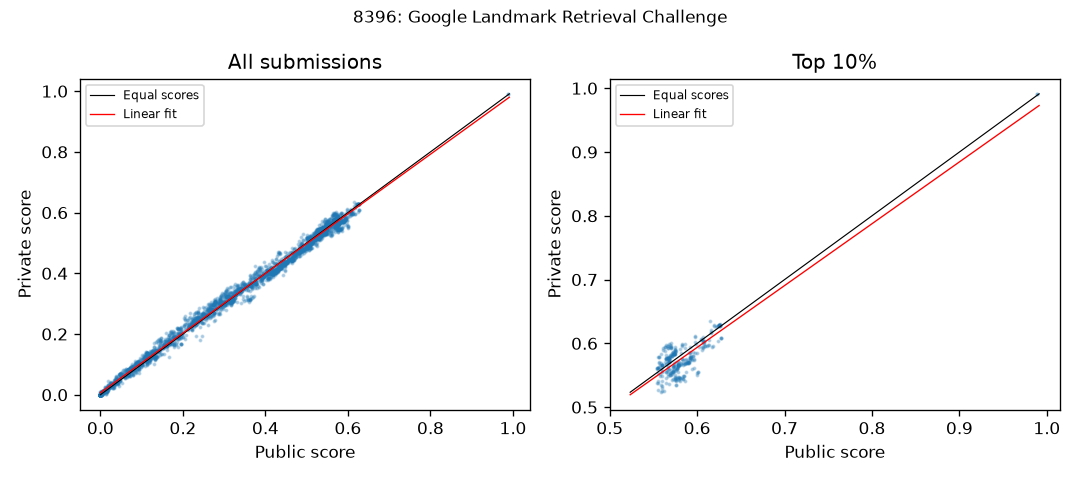 8396: Google Landmark Retrieval Challenge
All submissions
Equal scores
Linear fit
1.0
0.8
0.6
0.4
0.2
0.0
Private score
0.0 0.2 0.4 0.6 0.8 1.0
Public score
Top 10%
Equal scores
Linear fit
1.0
0.9
0.8
0.7
0.6
0.5
Private score
0.5 0.6 0.7 0.8 0.9 1.0
Public score